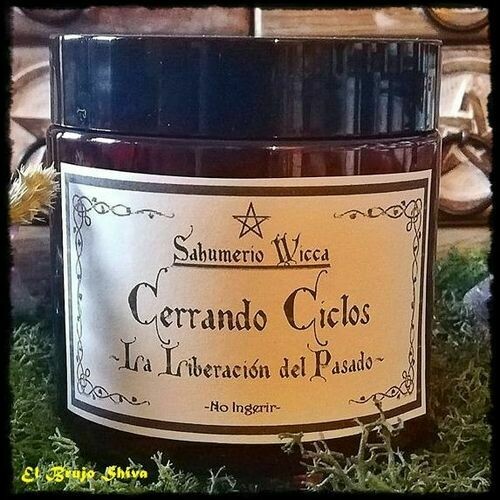 Sahumerio Wicca
Cerrando Ciclos
-La Liberación del Pasado-
-No Ingerir-
El Brujo Shiva